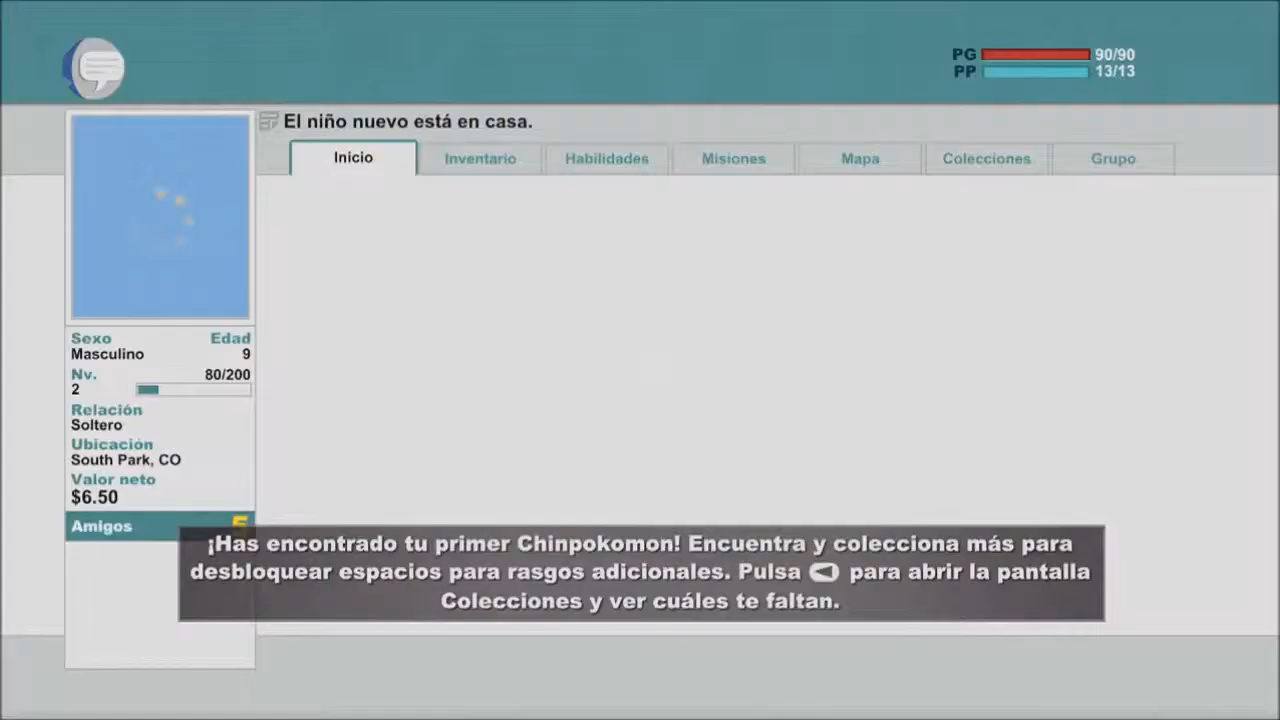 PG 90/90
PP 13/13
El niño nuevo está en casa.
Inicio Inventario Habilidades Misiones Mapa Colecciones Grupo
Sexo Edad
Masculino 9
Nv. 80/200
2
Relación
Soltero
Ubicación
South Park, CO
Valor neto
$6.50
Amigos 5
¡Has encontrado tu primer Chinpokomon! Encuentra y colecciona más para
desbloquear espacios para rasgos adicionales. Pulsa para abrir la pantalla
Colecciones y ver cuáles te faltan.